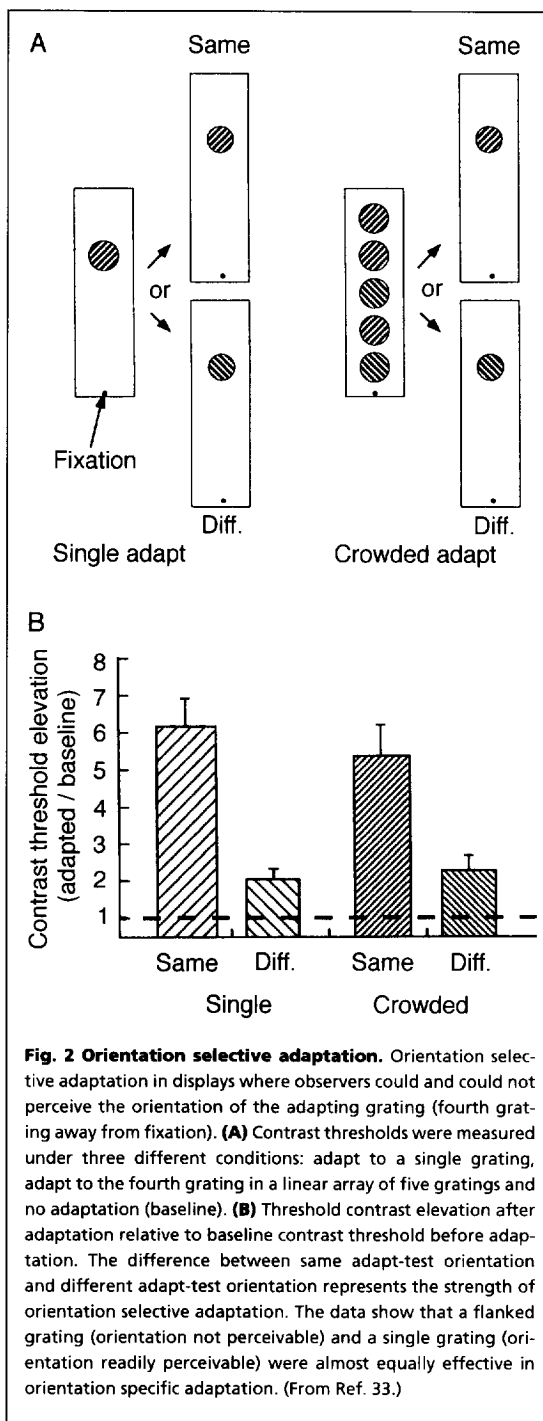 A
Same
Same
or
or
Fixation
Diff.
Diff.
Single adapt
Crowded adapt
B
Contrast threshold elevation
(adapted / baseline)
8
7
6
5
4
3
2
1
Same
Diff.
Same
Diff.
Single
Crowded
Fig. 2 Orientation selective adaptation. Orientation selec-
tive adaptation in displays where observers could and could not
perceive the orientation of the adapting grating (fourth grat-
ing away from fixation). (A) Contrast thresholds were measured
under three different conditions: adapt to a single grating,
adapt to the fourth grating in a linear array of five gratings and
no adaptation (baseline). (B) Threshold contrast elevation after
adaptation relative to baseline contrast threshold before adap-
tation. The difference between same adapt-test orientation
and different adapt-test orientation represents the strength of
orientation selective adaptation. The data show that a flanked
grating (orientation not perceivable) and a single grating (ori-
entation readily perceivable) were almost equally effective in
orientation specific adaptation. (From Ref. 33.)